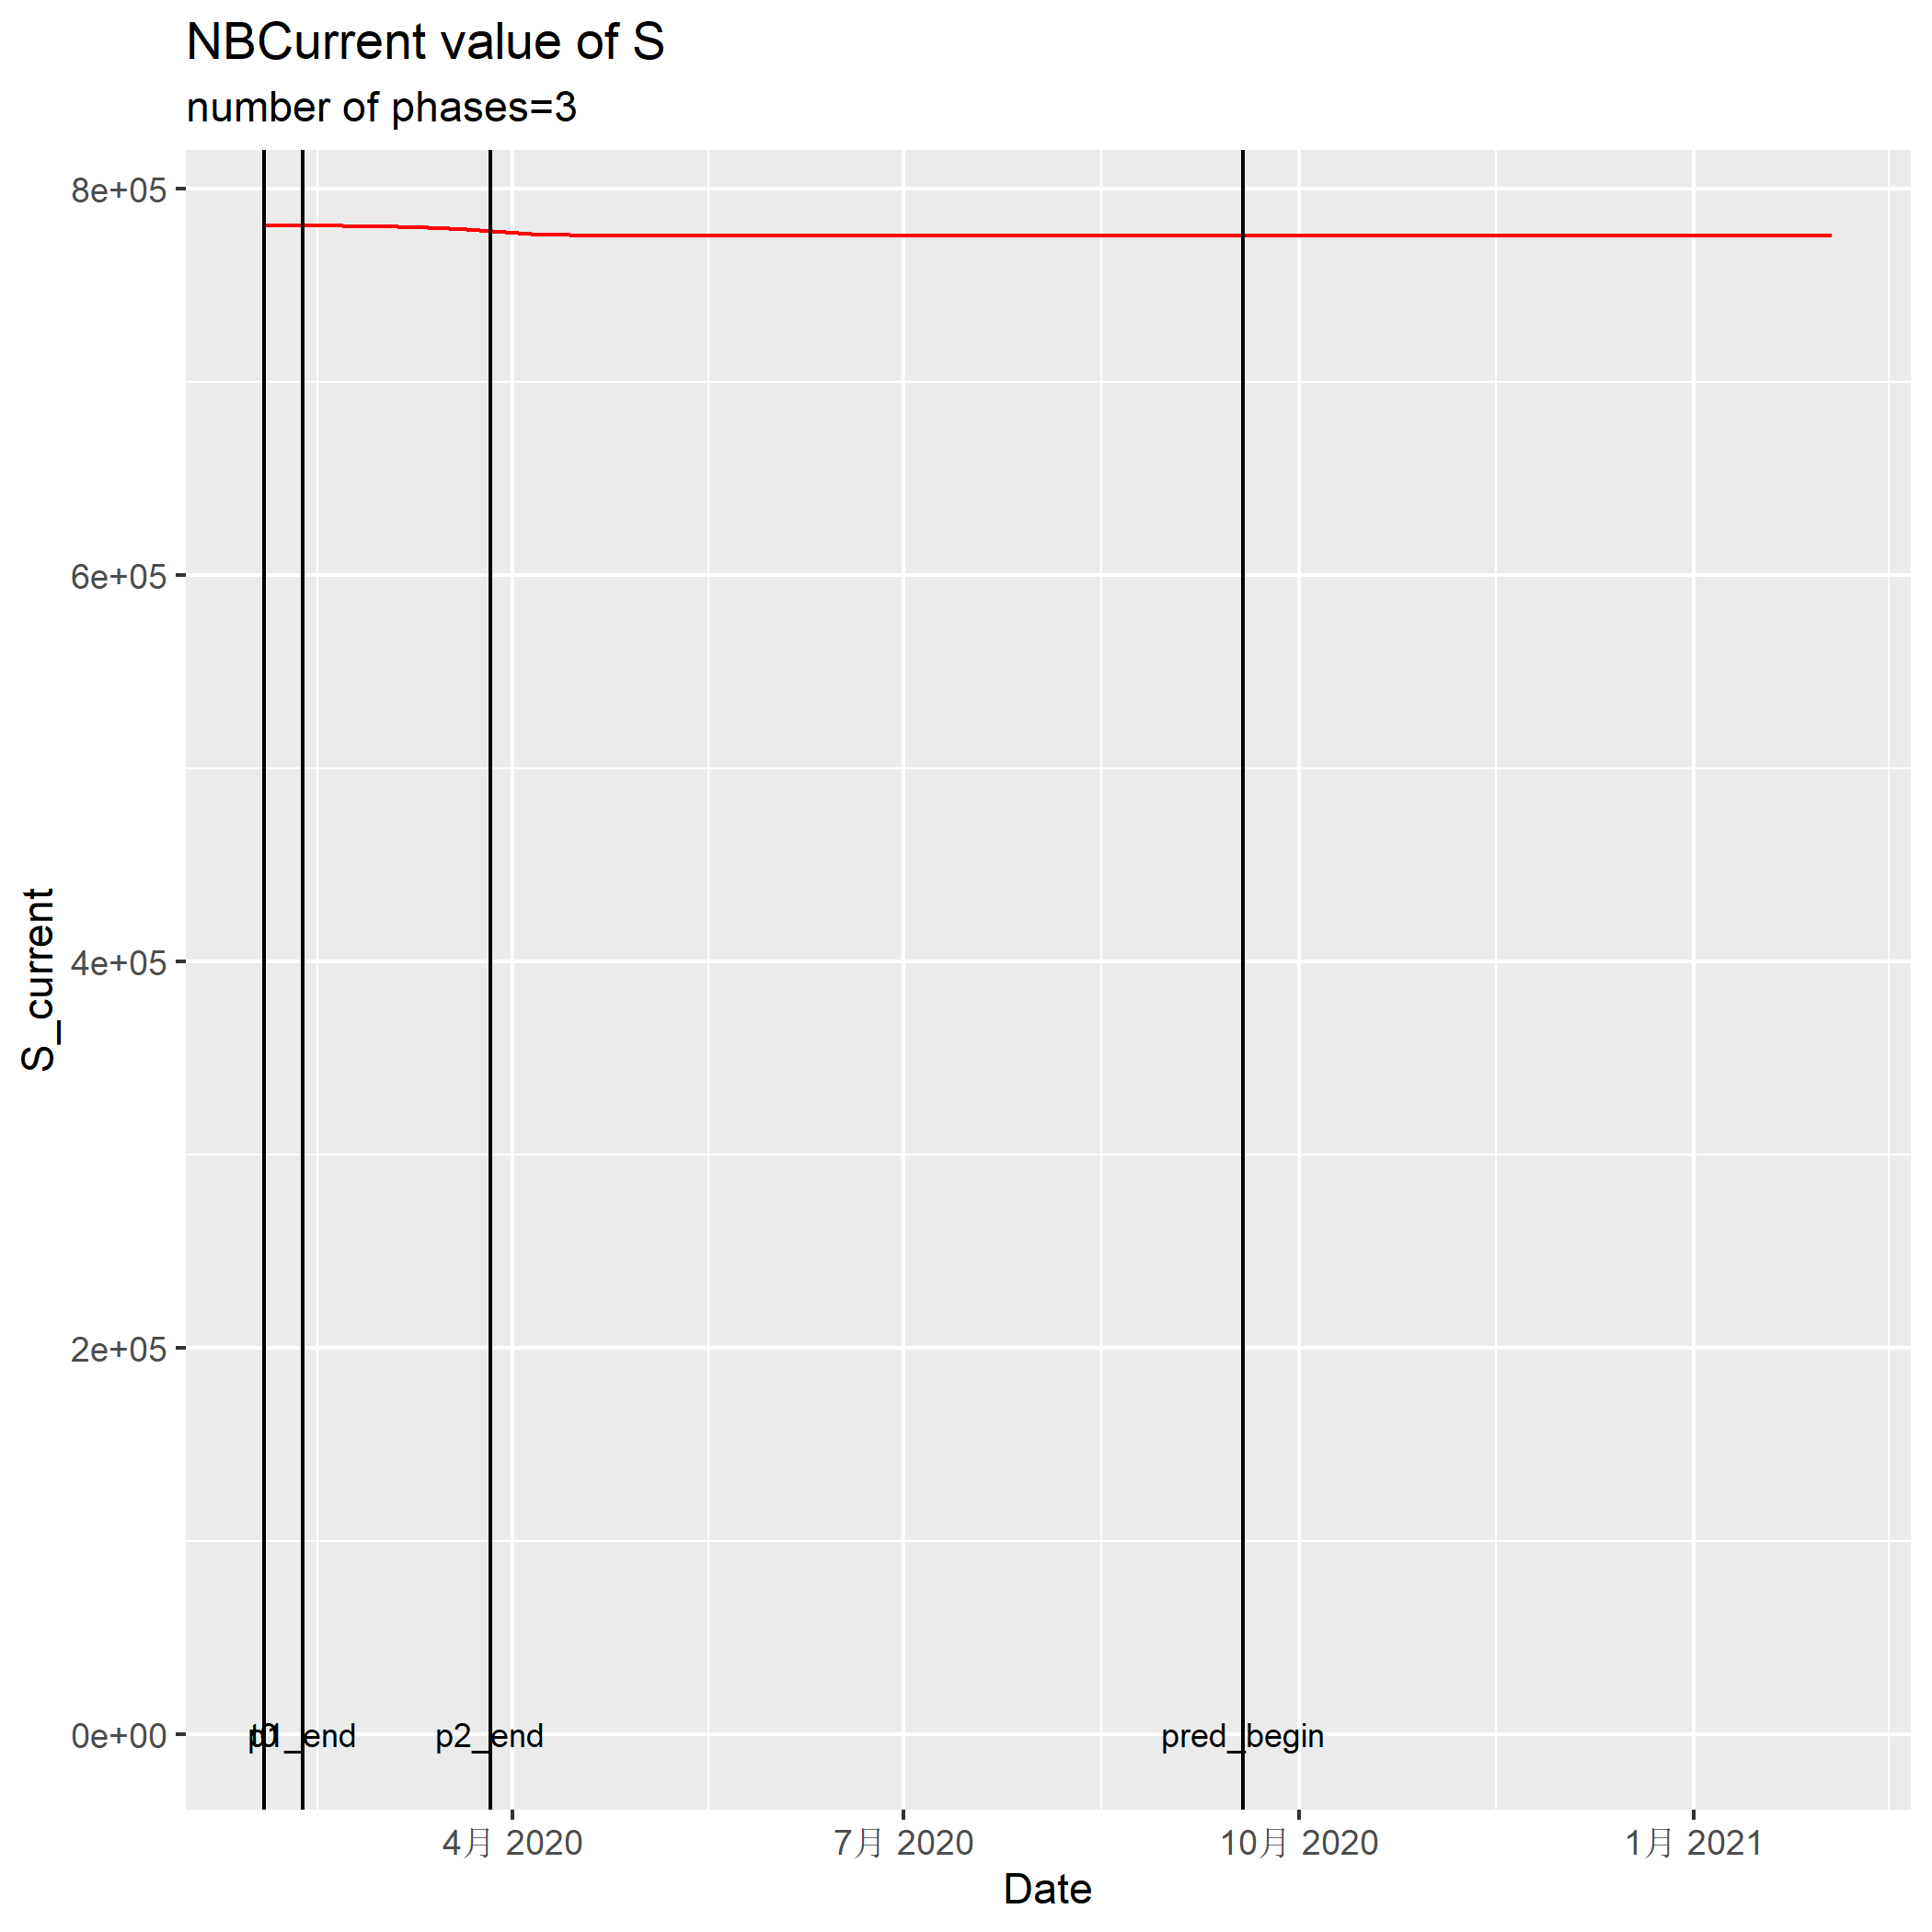 NBCurrent value of S
number of phases=3
8e+05
6e+05
4e+05
2e+05
0e+00
S_current
t0
p1_end
p2_end
pred_begin
4月 2020
7月 2020
10月 2020
1月 2021
Date